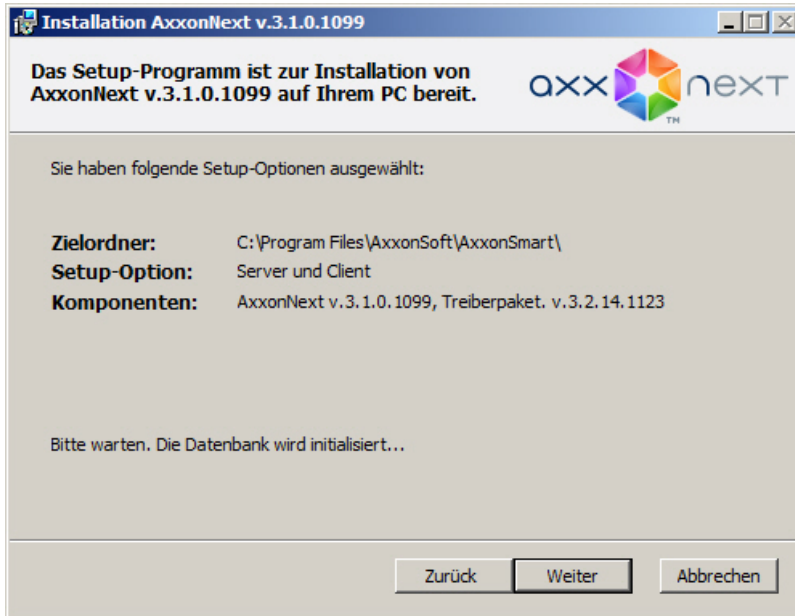 Installation AxxonNext v.3.1.0.1099
Das Setup-Programm ist zur Installation von
AxxonNext v.3.1.0.1099 auf Ihrem PC bereit.
axx next
TM
Sie haben folgende Setup-Optionen ausgewählt:
Zielordner: C:\Program Files\AxxonSoft\AxxonSmart\
Setup-Option: Server und Client
Komponenten: AxxonNext v.3.1.0.1099, Treiberpaket. v.3.2.14.1123
Bitte warten. Die Datenbank wird initialisiert...
Zurück Weiter Abbrechen